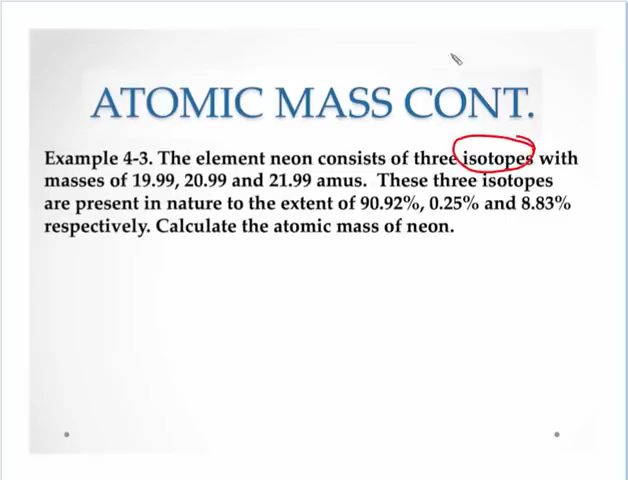 ATOMIC MASS CONT.
Example 4-3. The element neon consists of three isotopes with
masses of 19.99, 20.99 and 21.99 amus. These three isotopes
are present in nature to the extent of 90.92%, 0.25% and 8.83%
respectively. Calculate the atomic mass of neon.